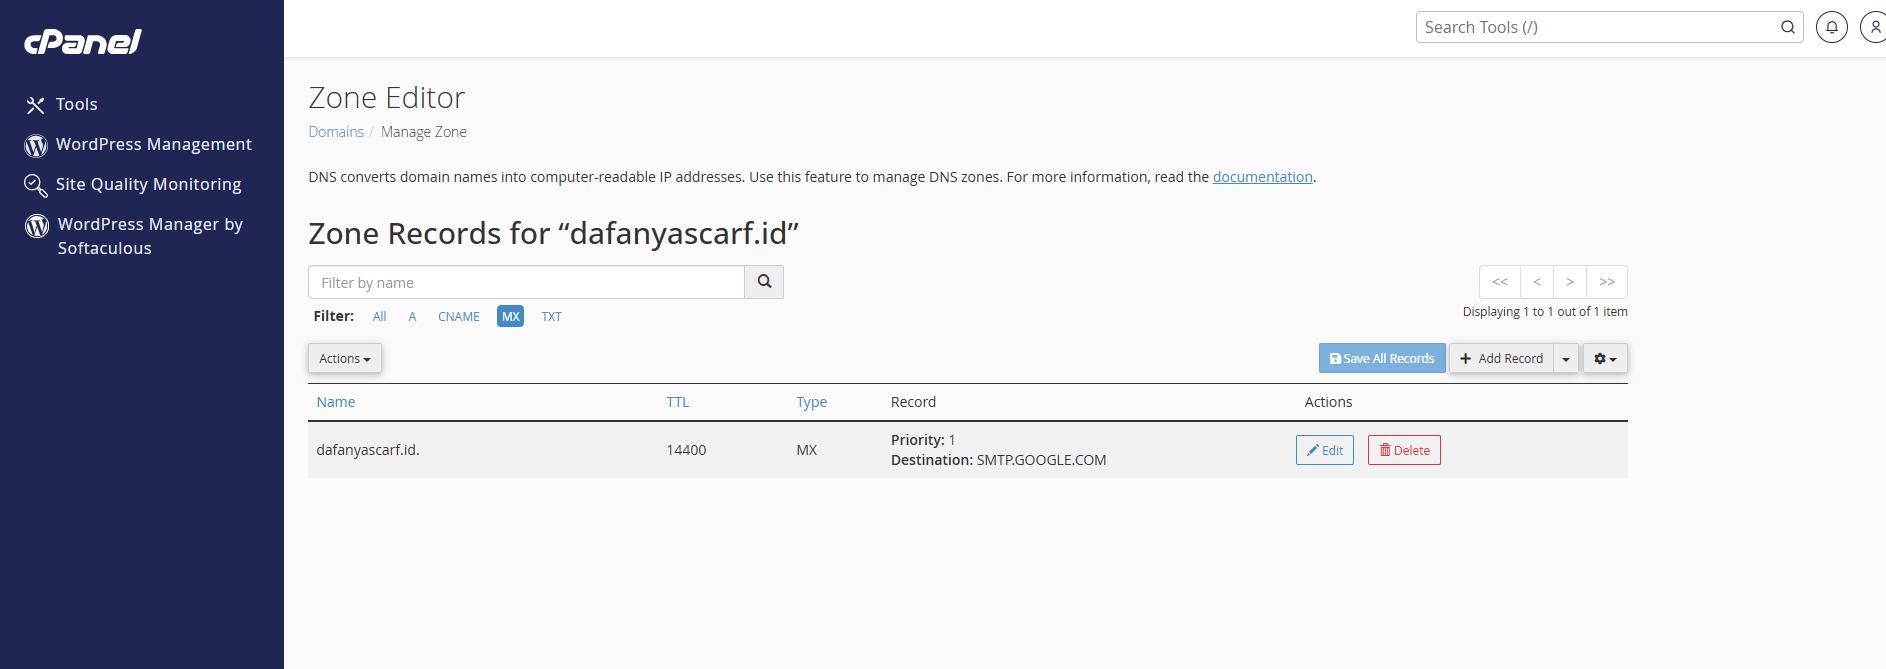 cPanel
Search Tools (/)
Tools
WordPress Management
Site Quality Monitoring
WordPress Manager by
Softaculous
Zone Editor
Domains / Manage Zone
DNS converts domain names into computer-readable IP addresses. Use this feature to manage DNS zones. For more information, read the documentation.
Zone Records for “dafanyascarf.id”
Filter by name
<< < > >>
Filter: All A CNAME MX TXT
Displaying 1 to 1 out of 1 item
Actions
Save All Records
Add Record
Name TTL Type Record Actions
dafanyascarf.id. 14400 MX Priority: 1
Destination: SMTP.GOOGLE.COM
Edit
Delete